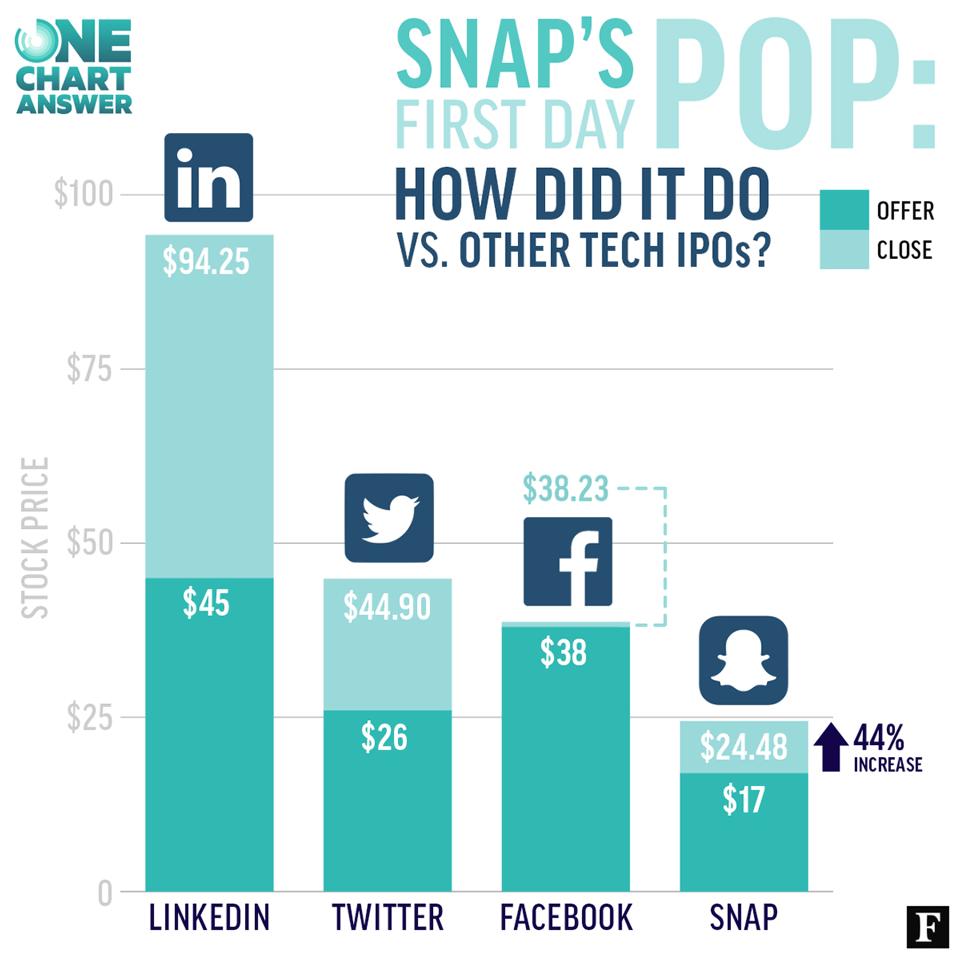 ONE
CHART
ANSWER
SNAP'S
FIRST DAY
POP:
HOW DID IT DO
VS. OTHER TECH IPOs?
OFFER
CLOSE
STOCK PRICE
$100
$75
$50
$25
0
in
$94.25
$45
$44.90
$26
$38.23
f
$38
$24.48
$17
44%
INCREASE
LINKEDIN
TWITTER
FACEBOOK
SNAP
F